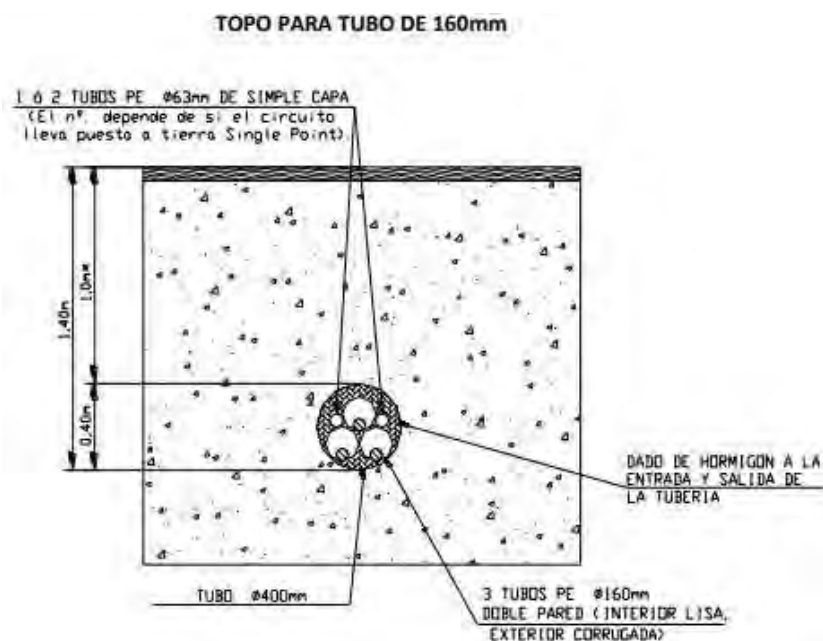 TOPO PARA TUBO DE 160mm
1 ó 2 TUBOS PE Ø63mm DE SIMPLE CAPA
(El nº. depende de si el circuito
lleva puesto a tierra Single Point).
1,40m
1,0m*
0,40m
DADO DE HORMIGON A LA
ENTRADA Y SALIDA DE
LA TUBERIA
TUBO Ø400mm
3 TUBOS PE Ø160mm
DOBLE PARED (INTERIOR LISA,
EXTERIOR CORRUGADA)